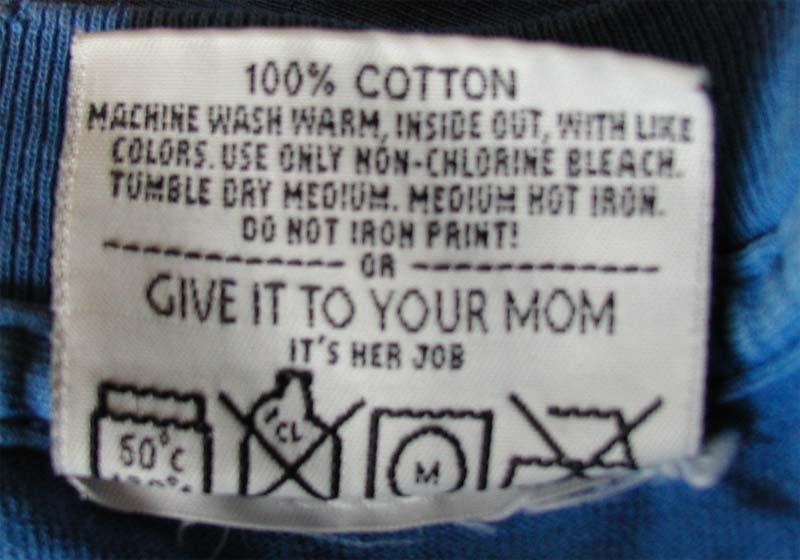 100% COTTON
MACHINE WASH WARM, INSIDE OUT, WITH LIKE
COLORS. USE ONLY NON-CHLORINE BLEACH.
TUMBLE DRY MEDIUM. MEDIUM HOT IRON.
DO NOT IRON PRINT!
OR
GIVE IT TO YOUR MOM
IT'S HER JOB
50°C CL M